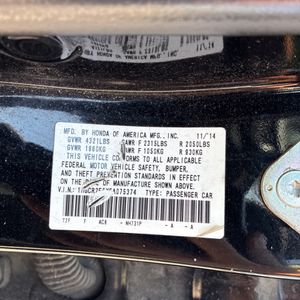 MFD. BY HONDA OF AMERICA MFG., INC. 11/14
GVWR 4321LBS GAWR F 2315LBS R 2050LBS
GVWR 1960KG GAWR F 1050KG R 930KG
THIS VEHICLE CONFORMS TO ALL APPLICABLE
FEDERAL MOTOR VEHICLE SAFETY, BUMPER,
AND THEFT PREVENTION STANDARDS IN EFFECT
ON THE DATE OF MANUFACTURE SHOWN ABOVE.
V.I.N.: TYPE: PASSENGER CAR
F AC8 - NH731P - A - A